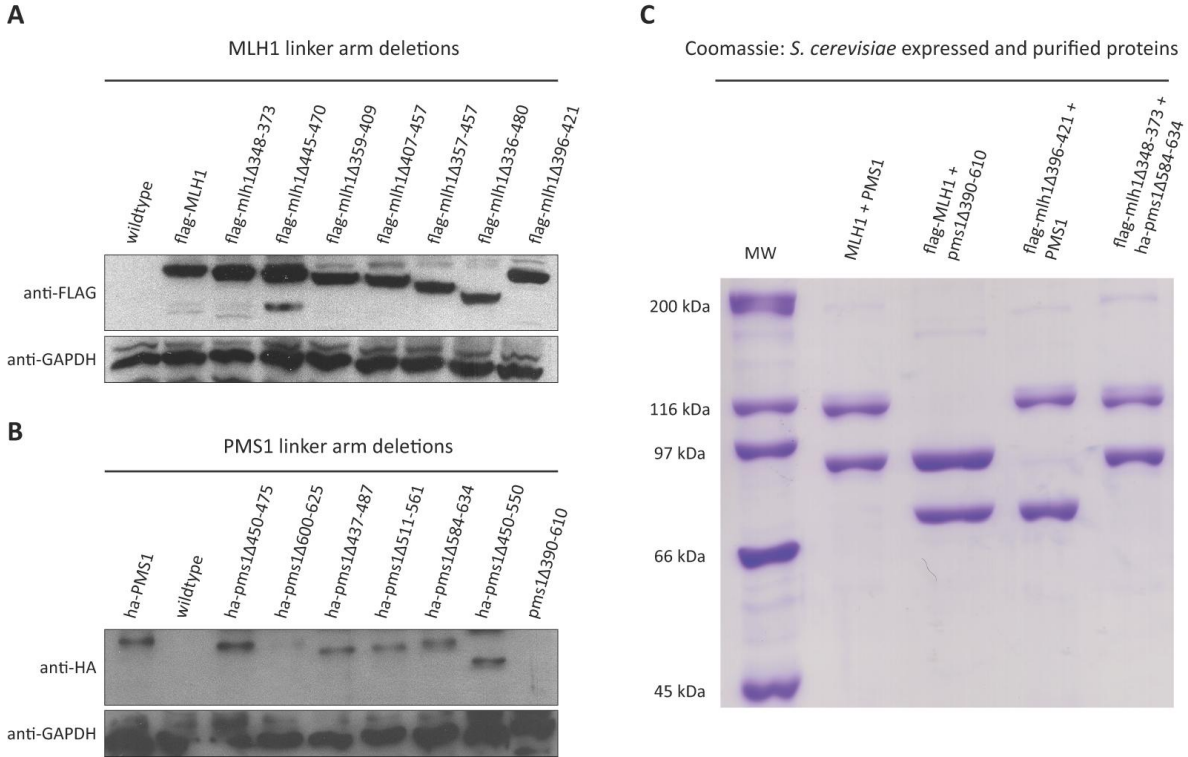 A
MLH1 linker arm deletions
wildtype
flag-MLH1
flag-mlh1Δ348-373
flag-mlh1Δ445-470
flag-mlh1Δ359-409
flag-mlh1Δ407-457
flag-mlh1Δ357-457
flag-mlh1Δ336-480
flag-mlh1Δ396-421
anti-FLAG
anti-GAPDH
B
PMS1 linker arm deletions
ha-PMS1
wildtype
ha-pms1Δ450-475
ha-pms1Δ600-625
ha-pms1Δ437-487
ha-pms1Δ511-561
ha-pms1Δ584-634
ha-pms1Δ450-550
pms1Δ390-610
anti-HA
anti-GAPDH
C
Coomassie: S. cerevisiae expressed and purified proteins
MW
MLH1 + PMS1
flag-MLH1 +
pms1Δ390-610
flag-mlh1Δ396-421 +
PMS1
flag-mlh1Δ348-373 +
ha-pms1Δ584-634
200 kDa
116 kDa
97 kDa
66 kDa
45 kDa